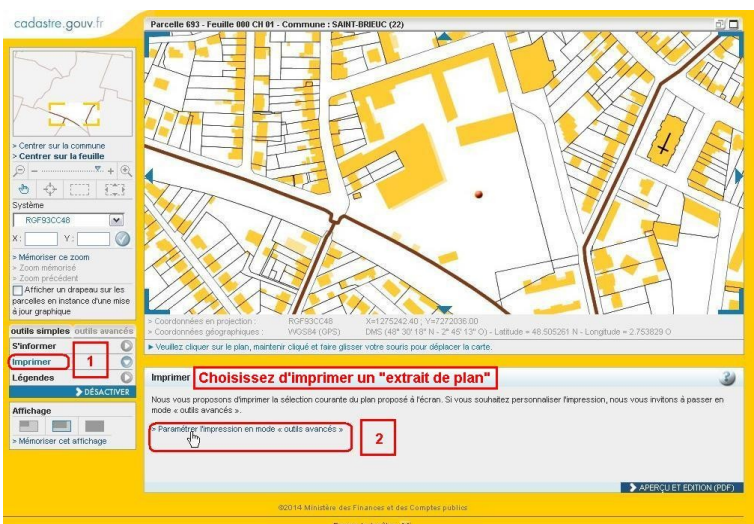 cadastre.gouv.fr
Parcelle 693 - Feuille 000 CH 01 - Commune : SAINT-BRIEUC (22)
> Centrer sur la commune
> Centrer sur la feuille
Système
RGF93CC48
X :
Y :
> Mémoriser ce zoom
> Zoom mémorisé
> Zoom précédent
Afficher un drapeau sur les
parcelles en instance d'une mise
à jour graphique
> Coordonnées en projection : RGF93CC48 X=1275242.40 ; Y=7272036.00
> Coordonnées géographiques : WGS84 (GPS) DMS (48° 30' 18" N - 2° 45' 13" O) - Latitude = 48.505261 N - Longitude = 2.753829 O
Veuillez cliquer sur le plan, maintenir cliqué et faire glisser votre souris pour déplacer la carte.
outils simples outils avancés
S'informer
Imprimer
1
Légendes
DÉSACTIVER
Affichage
> Mémoriser cet affichage
Imprimer
Choisissez d'imprimer un "extrait de plan"
Nous vous proposons d'imprimer la sélection courante du plan proposé à l'écran. Si vous souhaitez personnaliser l'impression, nous vous invitons à passer en
mode « outils avancés ».
> Paramétrer l'impression en mode « outils avancés »
2
APERÇU ET EDITION (PDF)
©2014 Ministère des Finances et des Comptes publics